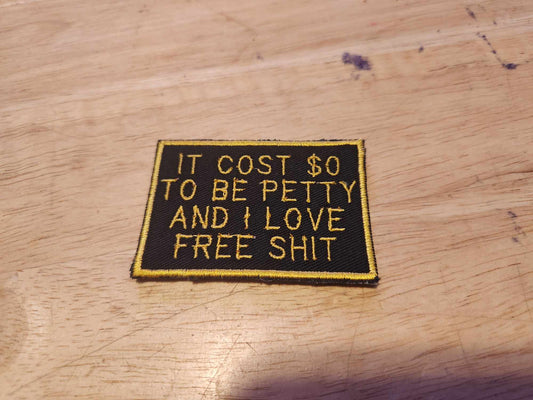 IT COST $0
TO BE PETTY
AND I LOVE
FREE SHIT